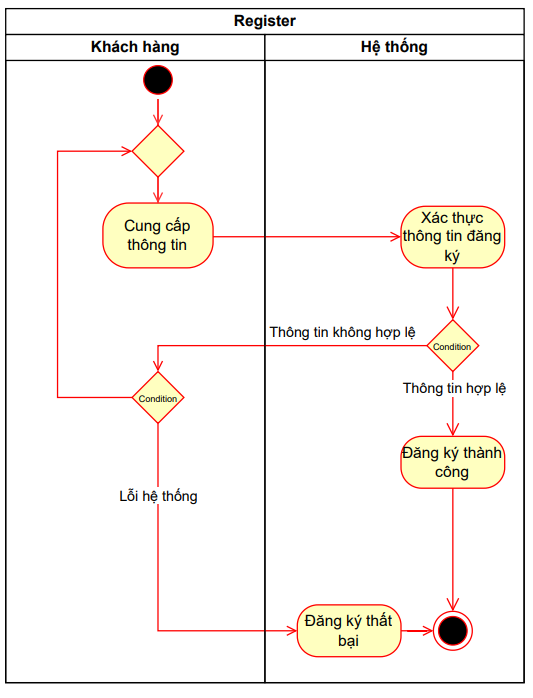 Register
Khách hàng
Hệ thống
Cung cấp
thông tin
Xác thực
thông tin đăng
ký
Thông tin không hợp lệ
Condition
Condition
Thông tin hợp lệ
Đăng ký thành
công
Lỗi hệ thống
Đăng ký thất
bại